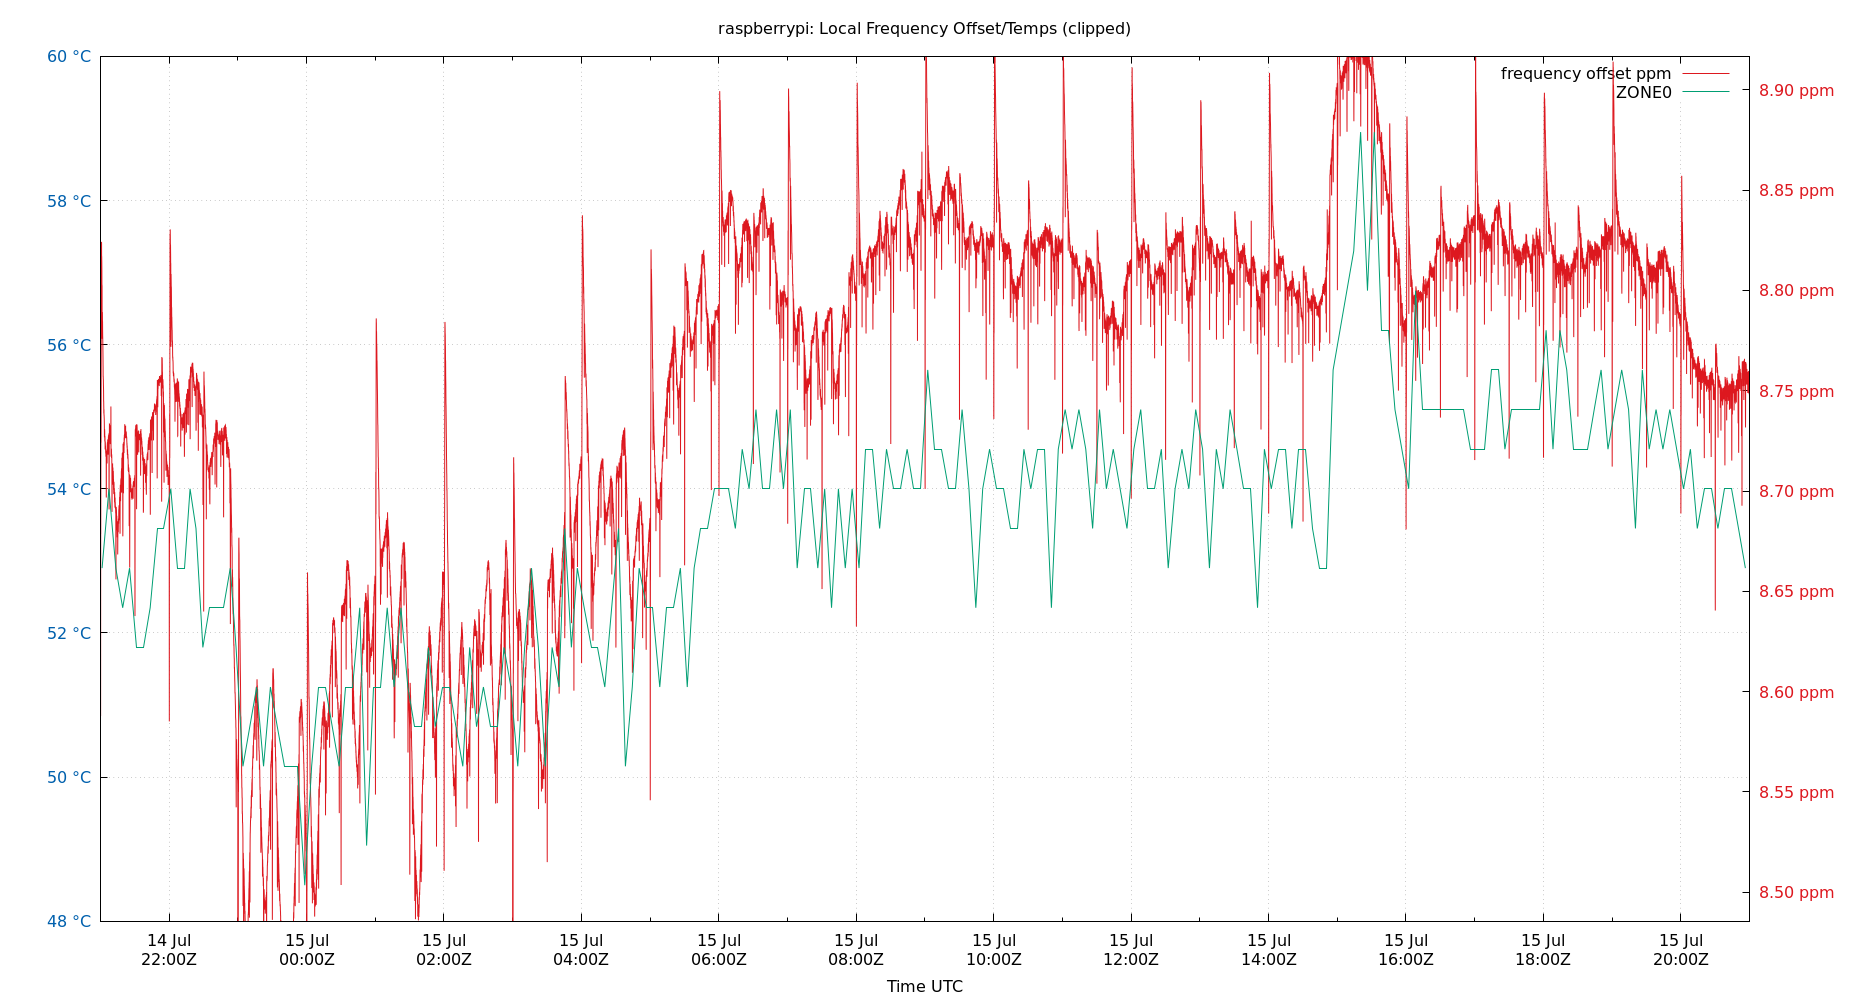 raspberrypi: Local Frequency Offset/Temps (clipped)
60 °C
58 °C
56 °C
54 °C
52 °C
50 °C
48 °C
frequency offset ppm
ZONE0
8.90 ppm
8.85 ppm
8.80 ppm
8.75 ppm
8.70 ppm
8.65 ppm
8.60 ppm
8.55 ppm
8.50 ppm
14 Jul 15 Jul 15 Jul 15 Jul 15 Jul 15 Jul 15 Jul 15 Jul 15 Jul 15 Jul 15 Jul 15 Jul
22:00Z 00:00Z 02:00Z 04:00Z 06:00Z 08:00Z 10:00Z 12:00Z 14:00Z 16:00Z 18:00Z 20:00Z
Time UTC